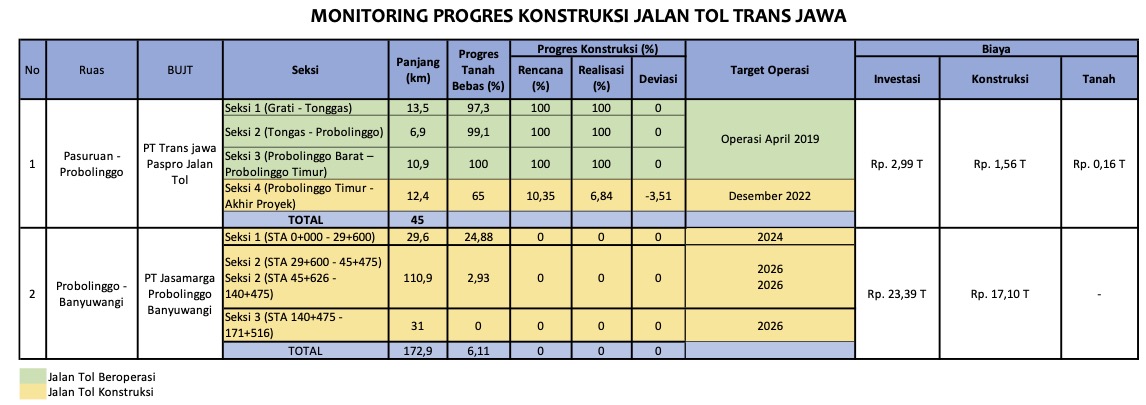 MONITORING PROGRES KONSTRUKSI JALAN TOL TRANS JAWA
No
Ruas
BUJT
Seksi
Panjang
(km)
Progres
Tanah
Bebas (%)
Progres Konstruksi (%)
Rencana
(%)
Realisasi
(%)
Deviasi
Target Operasi
Biaya
Investasi
Konstruksi
Tanah
1
Pasuruan -
Probolinggo
PT Trans jawa
Paspro Jalan
Tol
Seksi 1 (Grati - Tonggas)
13,5
97,3
100
100
0
Operasi April 2019
Rp. 2,99 T
Rp. 1,56 T
Rp. 0,16 T
Seksi 2 (Tongas - Probolinggo)
6,9
99,1
100
100
0
Seksi 3 (Probolinggo Barat –
Probolinggo Timur)
10,9
100
100
100
0
Seksi 4 (Probolinggo Timur -
Akhir Proyek)
12,4
65
10,35
6,84
-3,51
Desember 2022
TOTAL
45
2
Probolinggo -
Banyuwangi
PT Jasamarga
Probolinggo
Banyuwangi
Seksi 1 (STA 0+000 - 29+600)
29,6
24,88
0
0
0
2024
Rp. 23,39 T
Rp. 17,10 T
-
Seksi 2 (STA 29+600 - 45+475)
Seksi 2 (STA 45+626 -
140+475)
110,9
2,93
0
0
0
2026
2026
Seksi 3 (STA 140+475 -
171+516)
31
0
0
0
0
2026
TOTAL
172,9
6,11
0
0
0
Jalan Tol Beroperasi
Jalan Tol Konstruksi